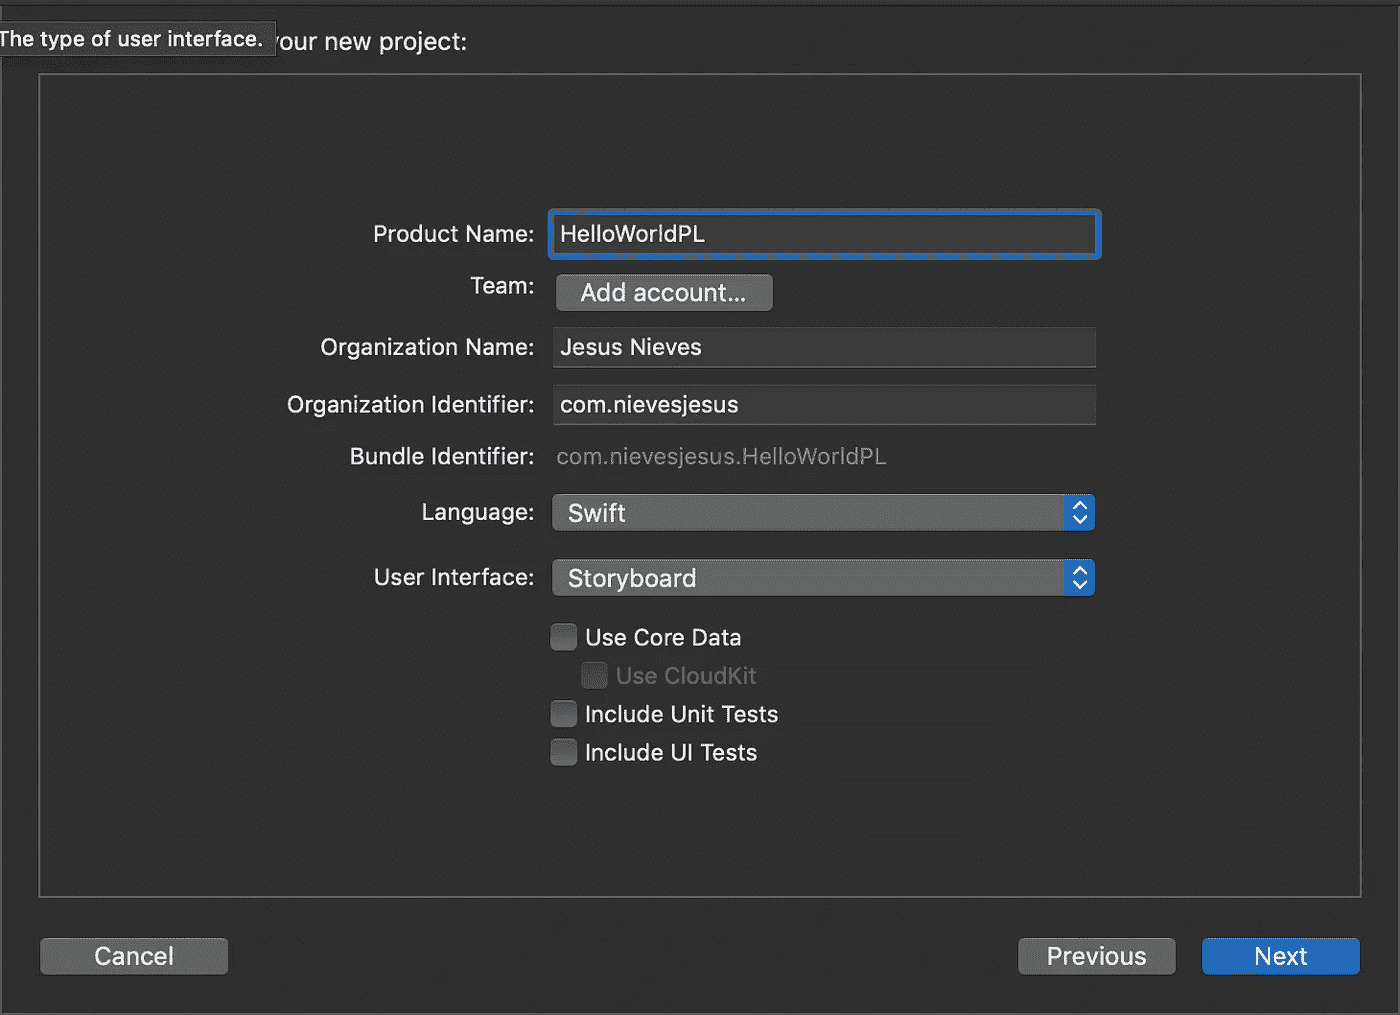 The type of user interface. your new project:
Product Name: HelloWorldPL
Team: Add account...
Organization Name: Jesus Nieves
Organization Identifier: com.nievesjesus
Bundle Identifier: com.nievesjesus.HelloWorldPL
Language: Swift
User Interface: Storyboard
Use Core Data
Use CloudKit
Include Unit Tests
Include UI Tests
Cancel Previous Next